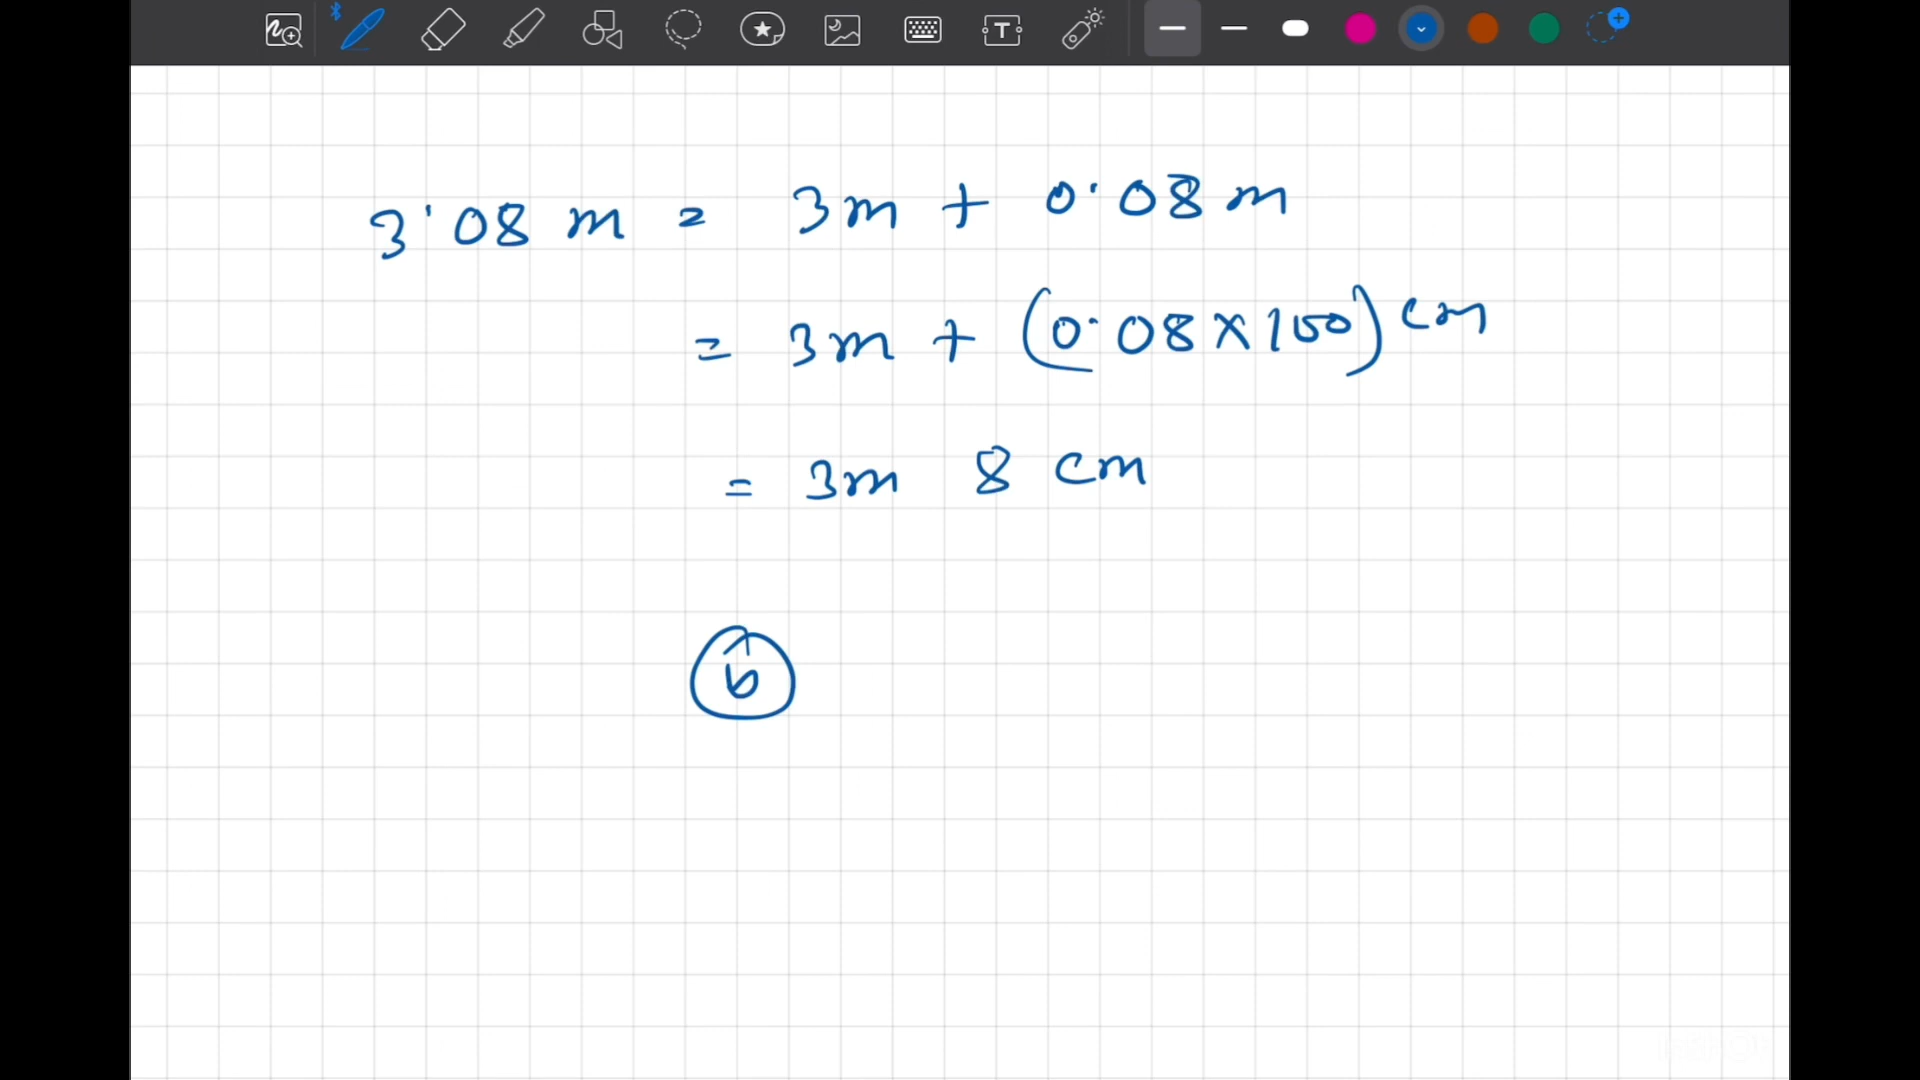 3.08 m = 3m + 0.08 m
= 3m + (0.08 × 100) cm
= 3m 8 cm
b